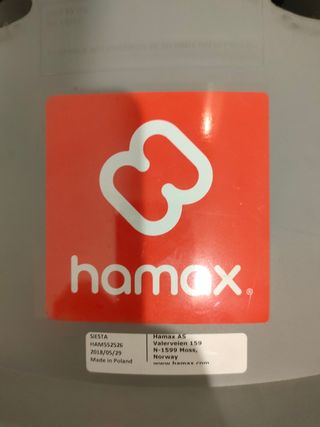 hamax®
SIESTA
HAM552526
2018/05/29
Made in Poland
Hamax AS
Valerveien 159
N-1599 Moss,
Norway
www.hamax.com